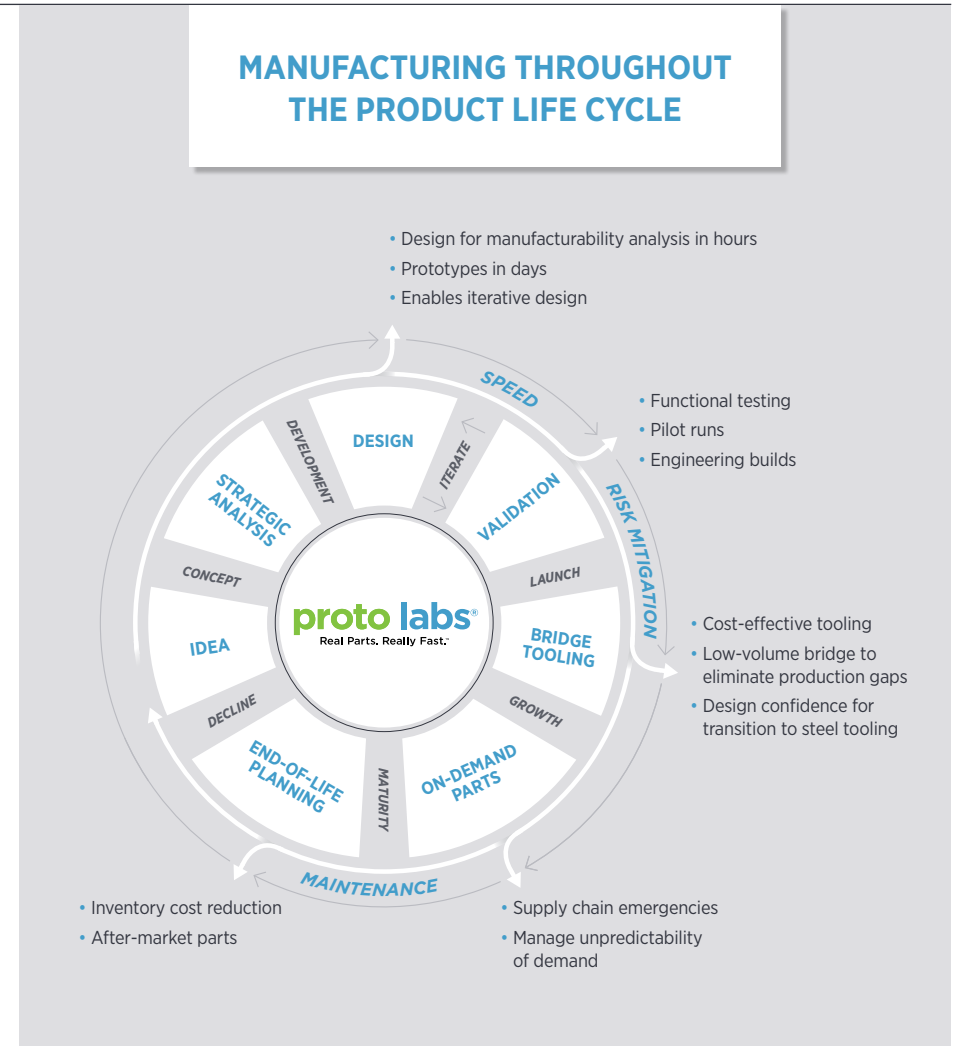 MANUFACTURING THROUGHOUT
THE PRODUCT LIFE CYCLE
• Design for manufacturability analysis in hours
• Prototypes in days
• Enables iterative design
SPEED
• Functional testing
• Pilot runs
• Engineering builds
RISK MITIGATION
• Cost-effective tooling
• Low-volume bridge to
eliminate production gaps
• Design confidence for
transition to steel tooling
DESIGN
ITERATE
VALIDATION
LAUNCH
BRIDGE
TOOLING
GROWTH
ON-DEMAND
PARTS
MATURITY
END-OF-LIFE
PLANNING
DECLINE
IDEA
CONCEPT
STRATEGIC
ANALYSIS
DEVELOPMENT
proto labs®
Real Parts. Really Fast.™
MAINTENANCE
• Inventory cost reduction
• After-market parts
• Supply chain emergencies
• Manage unpredictability
of demand